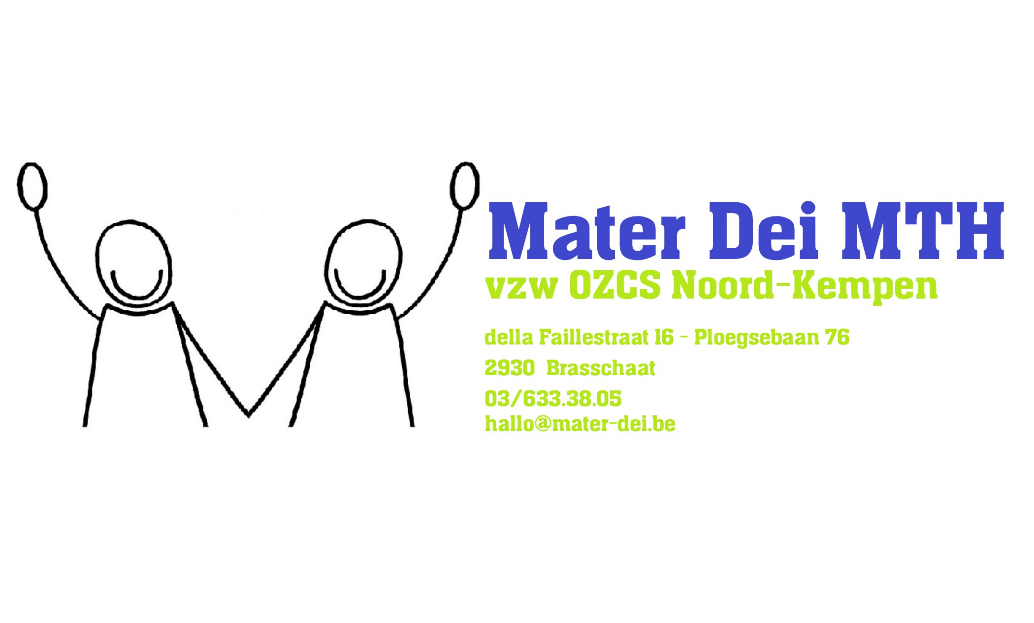 Mater Dei MTH
vzw OZCS Noord-Kempen
della Faillestraat 16 - Ploegsebaan 76
2930 Brasschaat
03/633.38.05
hallo@mater-dei.be